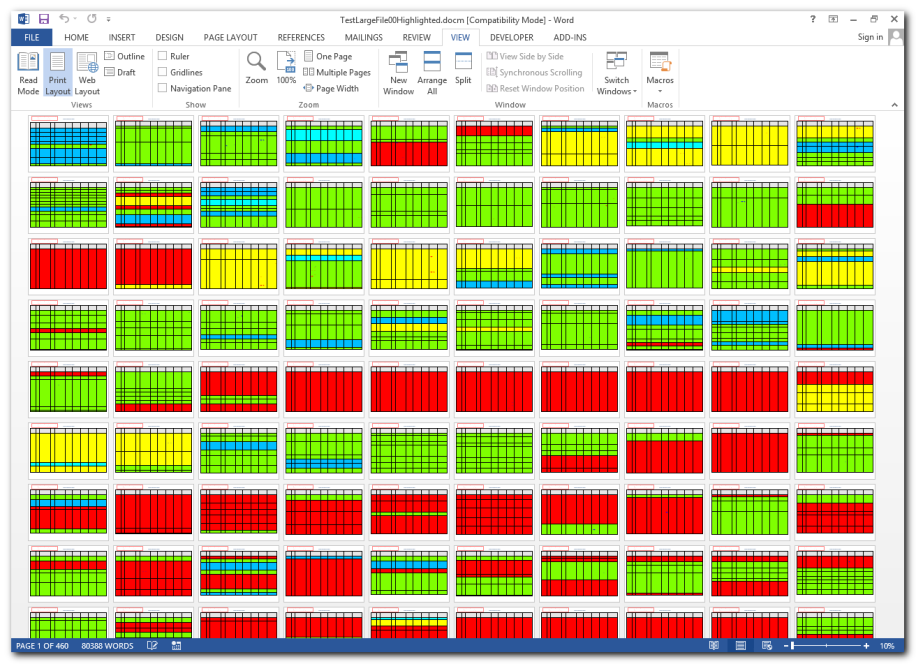 TestLargeFile00Highlighted.docm [Compatibility Mode] - Word
FILE HOME INSERT DESIGN PAGE LAYOUT REFERENCES MAILINGS REVIEW VIEW DEVELOPER ADD-INS Sign in
Read Mode
Print Layout
Web Layout
Outline
Draft
Views
Ruler
Gridlines
Navigation Pane
Show
Zoom
100%
One Page
Multiple Pages
Page Width
Zoom
New Window
Arrange All
Split
View Side by Side
Synchronous Scrolling
Reset Window Position
Switch Windows
Window
Macros
Macros
PAGE 1 OF 460 80388 WORDS 10%